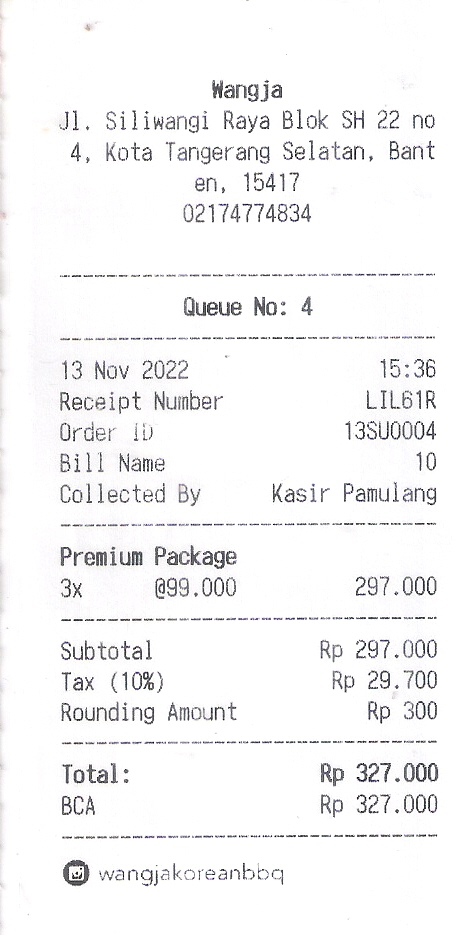 Wangja
Jl. Siliwangi Raya Blok SH 22 no
4, Kota Tangerang Selatan, Bant
en, 15417
02174774834
Queue No: 4
13 Nov 2022 15:36
Receipt Number LIL61R
Order ID 13SU0004
Bill Name 10
Collected By Kasir Pamulang
Premium Package
3x @99.000 297.000
Subtotal Rp 297.000
Tax (10%) Rp 29.700
Rounding Amount Rp 300
Total: Rp 327.000
BCA Rp 327.000
wangjakoreanbbq